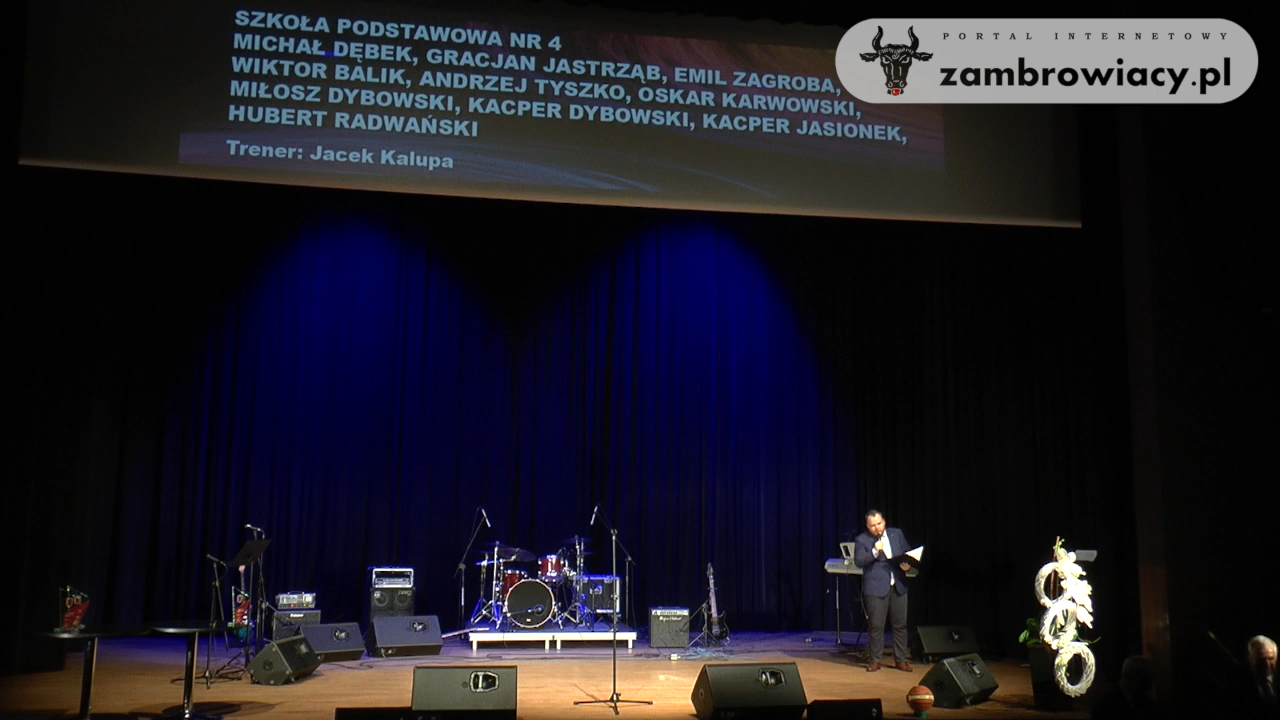 SZKOŁA PODSTAWOWA NR 4
MICHAŁ DĘBEK, GRACJAN JASTRZĄB, EMIL ZAGROBA,
WIKTOR BALIK, ANDRZEJ TYSZKO, OSKAR KARWOWSKI,
MIŁOSZ DYBOWSKI, KACPER DYBOWSKI, KACPER JASIONEK,
HUBERT RADWAŃSKI
Trener: Jacek Kalupa
PORTAL INTERNETOWY
zambrowiacy.pl